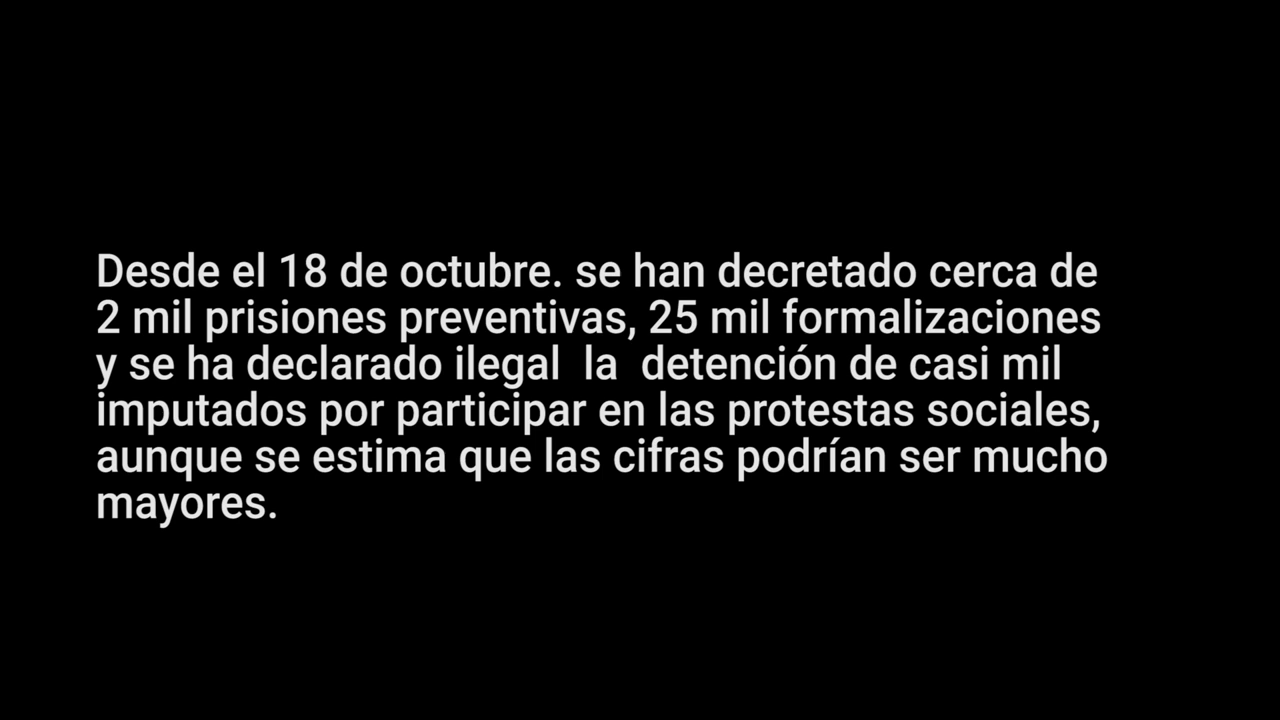 Desde el 18 de octubre. se han decretado cerca de
2 mil prisiones preventivas, 25 mil formalizaciones
y se ha declarado ilegal  la  detención de casi mil
imputados por participar en las protestas sociales,
aunque se estima que las cifras podrían ser mucho
mayores.